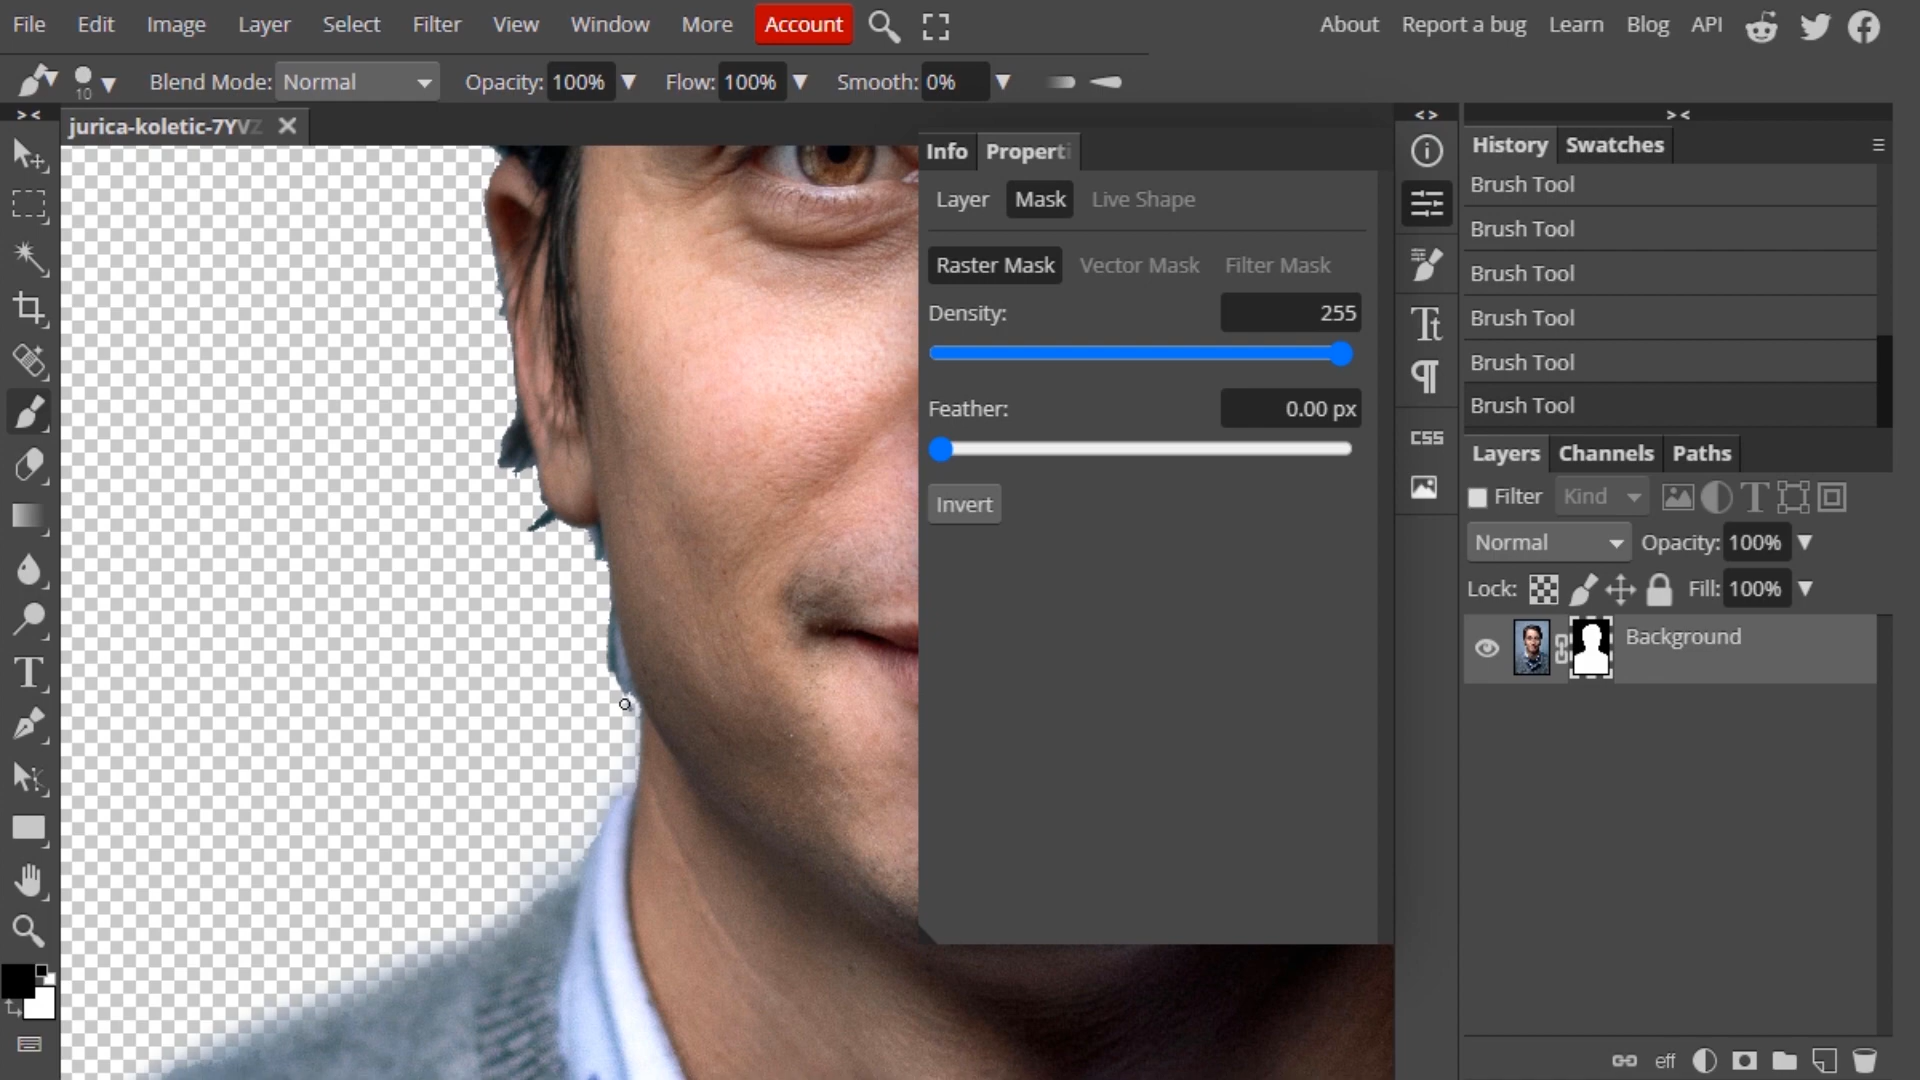 File Edit Image Layer Select Filter View Window More Account About Report a bug Learn Blog API
10 Blend Mode: Normal Opacity: 100% Flow: 100% Smooth: 0%
jurica-koletic-7YVZ
Info Properti
Layer Mask Live Shape
Raster Mask Vector Mask Filter Mask
Density: 255
Feather: 0.00 px
Invert
CSS
History Swatches
Brush Tool
Brush Tool
Brush Tool
Brush Tool
Brush Tool
Brush Tool
Layers Channels Paths
Filter Kind
Normal Opacity: 100%
Lock: Fill: 100%
Background
eff